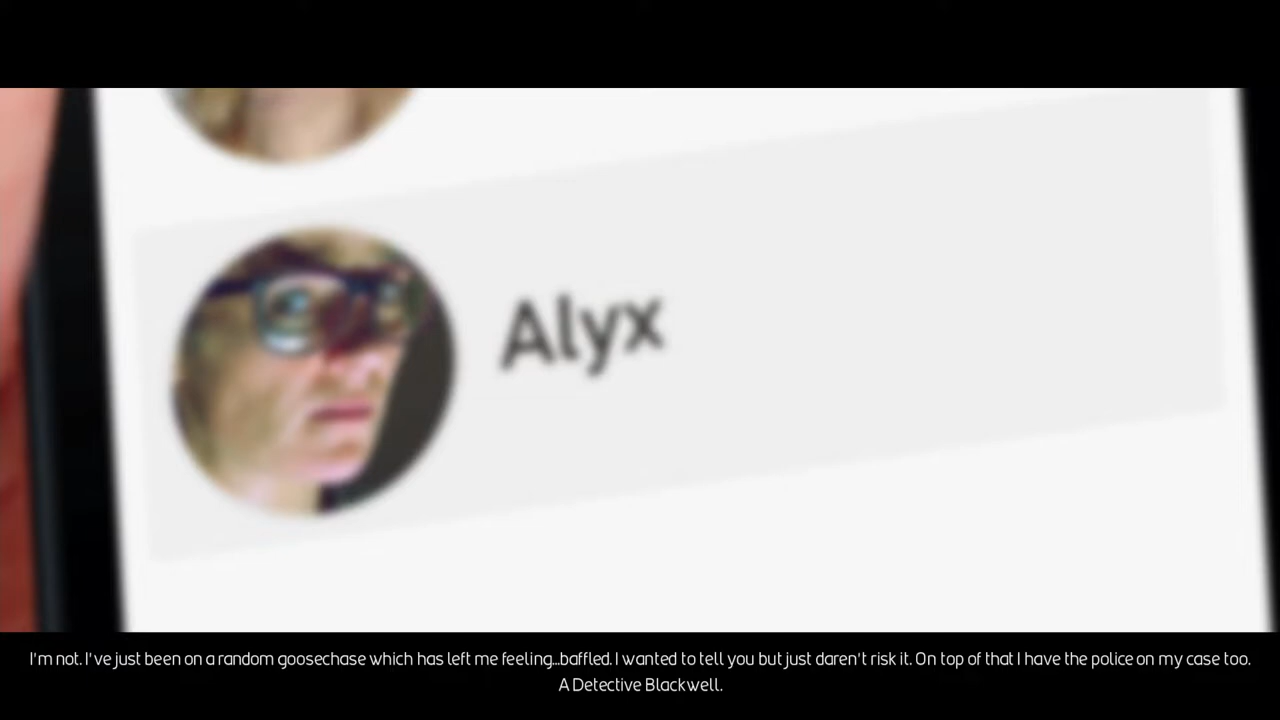 Alyx
I'm not. I've just been on a random goosechase which has left me feeling...baffled. I wanted to tell you but just daren't risk it. On top of that I have the police on my case too.
A Detective Blackwell.